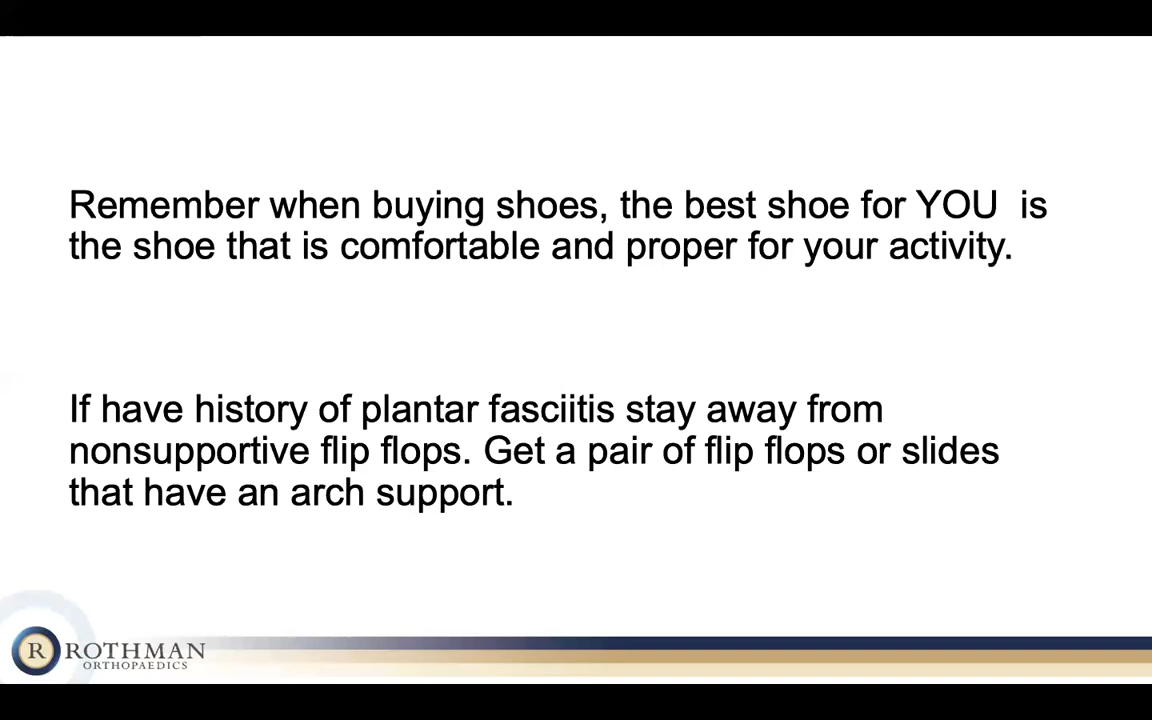 Remember when buying shoes, the best shoe for YOU  is
the shoe that is comfortable and proper for your activity.
If have history of plantar fasciitis stay away from
nonsupportive flip flops. Get a pair of flip flops or slides
that have an arch support.
R ROTHMAN
ORTHOPAEDICS